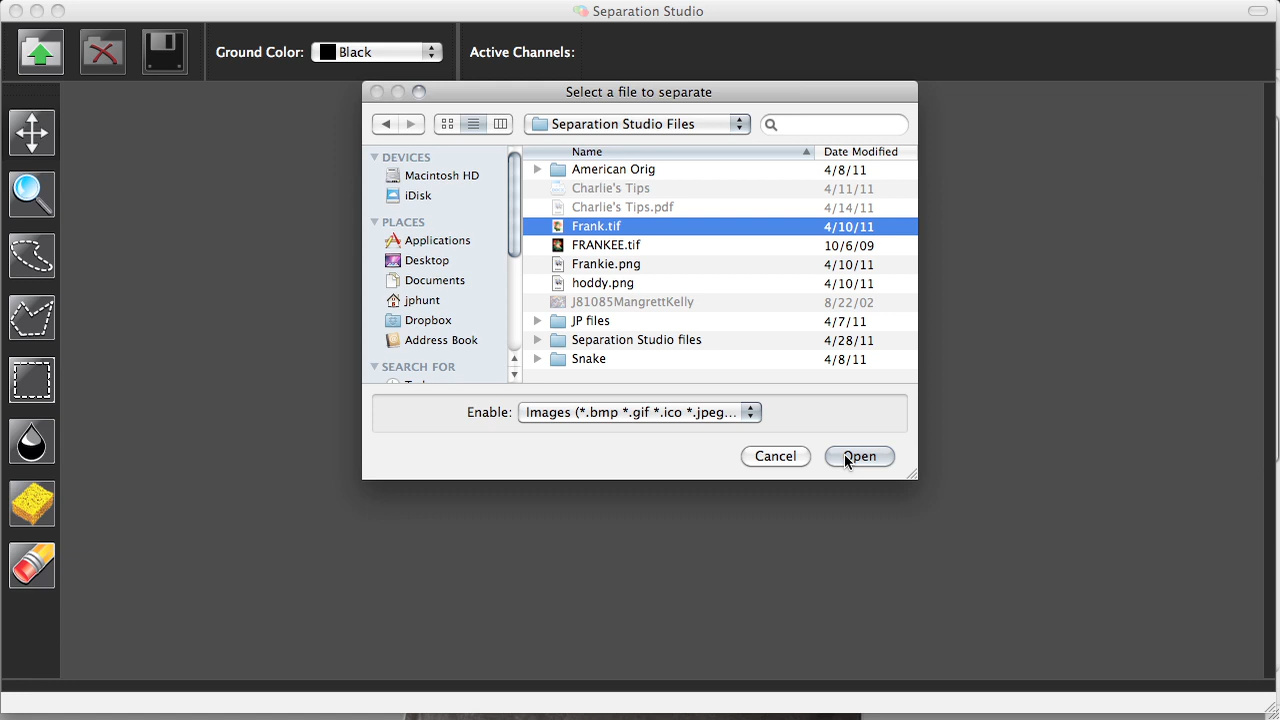 Separation Studio
Ground Color: Black Active Channels:
Select a file to separate
Separation Studio Files
Name Date Modified
DEVICES
Macintosh HD
iDisk
PLACES
Applications
Desktop
Documents
jphunt
Dropbox
Address Book
SEARCH FOR
American Orig 4/8/11
Charlie's Tips 4/11/11
Charlie's Tips.pdf 4/14/11
Frank.tif 4/10/11
FRANKEE.tif 10/6/09
Frankie.png 4/10/11
hoddy.png 4/10/11
J81085MangrettKelly 8/22/02
JP files 4/7/11
Separation Studio files 4/28/11
Snake 4/8/11
Enable: Images (*.bmp *.gif *.ico *.jpeg...
Cancel Open